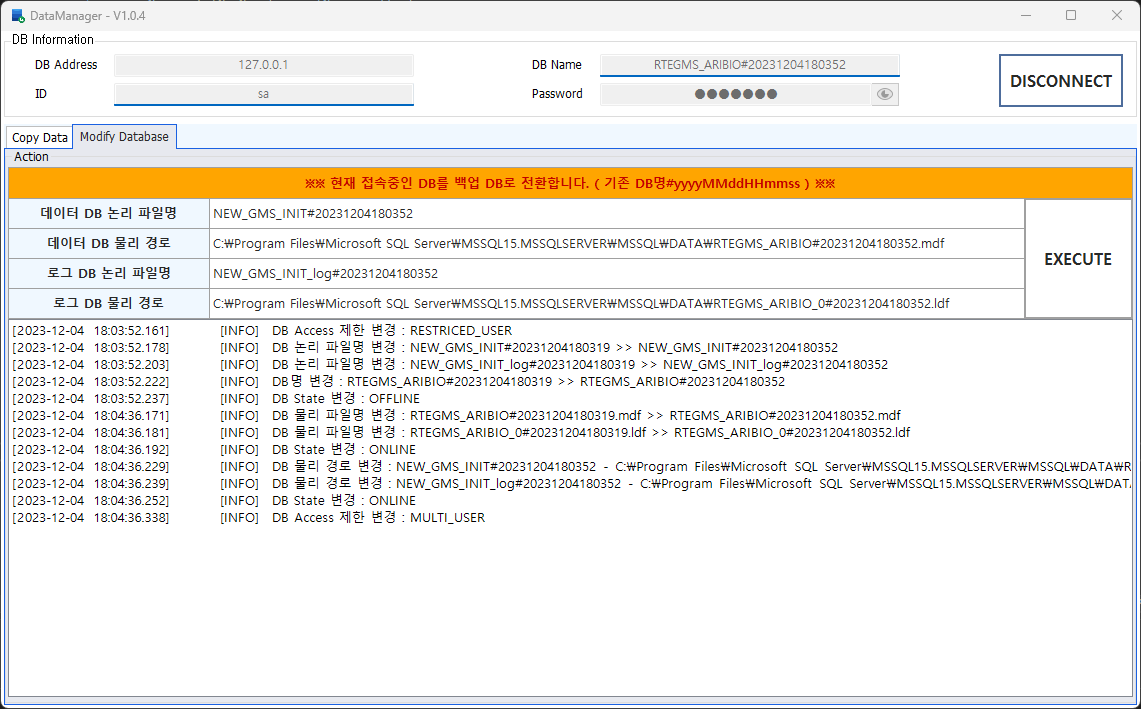 DataManager - V1.0.4
DB Information
DB Address 127.0.0.1 DB Name RTEGMS_ARIBIO#20231204180352
ID sa Password ●●●●●●●
DISCONNECT
Copy Data Modify Database
Action
※※ 현재 접속중인 DB를 백업 DB로 전환합니다. ( 기존 DB명#yyyyMMddHHmmss ) ※※
데이터 DB 논리 파일명 NEW_GMS_INIT#20231204180352
데이터 DB 물리 경로 C:₩Program Files₩Microsoft SQL Server₩MSSQL15.MSSQLSERVER₩MSSQL₩DATA₩RTEGMS_ARIBIO#20231204180352.mdf
EXECUTE
로그 DB 논리 파일명 NEW_GMS_INIT_log#20231204180352
로그 DB 물리 경로 C:₩Program Files₩Microsoft SQL Server₩MSSQL15.MSSQLSERVER₩MSSQL₩DATA₩RTEGMS_ARIBIO_0#20231204180352.ldf
[2023-12-04 18:03:52.161] [INFO] DB Access 제한 변경 : RESTRICED_USER
[2023-12-04 18:03:52.178] [INFO] DB 논리 파일명 변경 : NEW_GMS_INIT#20231204180319 >> NEW_GMS_INIT#20231204180352
[2023-12-04 18:03:52.203] [INFO] DB 논리 파일명 변경 : NEW_GMS_INIT_log#20231204180319 >> NEW_GMS_INIT_log#20231204180352
[2023-12-04 18:03:52.222] [INFO] DB명 변경 : RTEGMS_ARIBIO#20231204180319 >> RTEGMS_ARIBIO#20231204180352
[2023-12-04 18:03:52.237] [INFO] DB State 변경 : OFFLINE
[2023-12-04 18:04:36.171] [INFO] DB 물리 파일명 변경 : RTEGMS_ARIBIO#20231204180319.mdf >> RTEGMS_ARIBIO#20231204180352.mdf
[2023-12-04 18:04:36.181] [INFO] DB 물리 파일명 변경 : RTEGMS_ARIBIO_0#20231204180319.ldf >> RTEGMS_ARIBIO_0#20231204180352.ldf
[2023-12-04 18:04:36.192] [INFO] DB State 변경 : ONLINE
[2023-12-04 18:04:36.229] [INFO] DB 물리 경로 변경 : NEW_GMS_INIT#20231204180352 - C:₩Program Files₩Microsoft SQL Server₩MSSQL15.MSSQLSERVER₩MSSQL₩DATA₩R
[2023-12-04 18:04:36.239] [INFO] DB 물리 경로 변경 : NEW_GMS_INIT_log#20231204180352 - C:₩Program Files₩Microsoft SQL Server₩MSSQL15.MSSQLSERVER₩MSSQL₩DAT
[2023-12-04 18:04:36.252] [INFO] DB State 변경 : ONLINE
[2023-12-04 18:04:36.338] [INFO] DB Access 제한 변경 : MULTI_USER